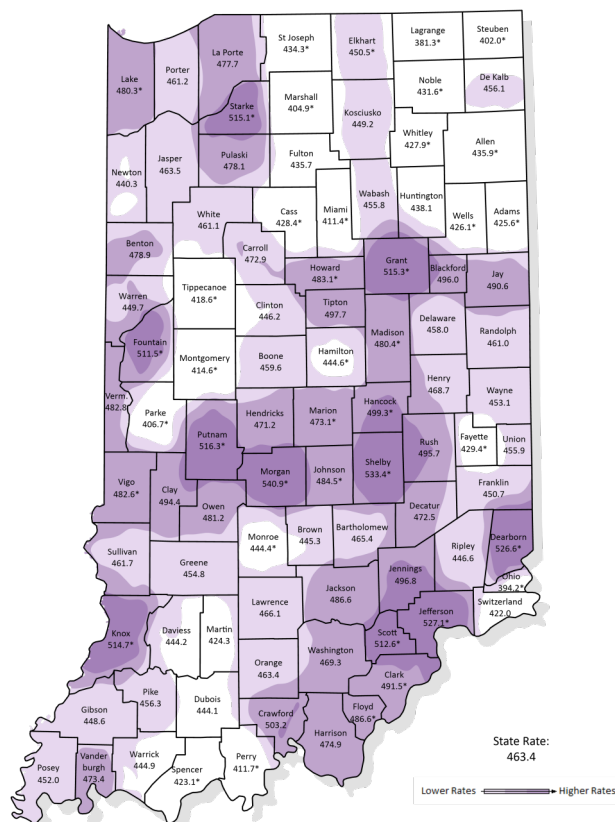 St Joseph
434.3*
Lagrange
381.3*
Steuben
402.0*
La Porte
477.7
Elkhart
450.5*
Porter
461.2
Lake
480.3*
Noble
431.6*
De Kalb
456.1
Starke
515.1*
Marshall
404.9*
Kosciusko
449.2
Whitley
427.9*
Allen
435.9*
Jasper
463.5
Pulaski
478.1
Fulton
435.7
Newton
440.3
Wabash
455.8
Huntington
438.1
White
461.1
Cass
428.4*
Miami
411.4*
Wells
426.1*
Adams
425.6*
Benton
478.9
Carroll
472.9
Howard
483.1*
Grant
515.3*
Blackford
496.0
Jay
490.6
Tippecanoe
418.6*
Warren
449.7
Clinton
446.2
Tipton
497.7
Delaware
458.0
Randolph
461.0
Fountain
511.5*
Madison
480.4*
Montgomery
414.6*
Boone
459.6
Hamilton
444.6*
Henry
468.7
Wayne
453.1
Verm.
482.8
Parke
406.7*
Hendricks
471.2
Marion
473.1*
Hancock
499.3*
Putnam
516.3*
Rush
495.7
Fayette
429.4*
Union
455.9
Morgan
540.9*
Johnson
484.5*
Shelby
533.4*
Vigo
482.6*
Clay
494.4
Franklin
450.7
Owen
481.2
Decatur
472.5
Monroe
444.4*
Brown
445.3
Bartholomew
465.4
Dearborn
526.6*
Sullivan
461.7
Greene
454.8
Ripley
446.6
Jennings
496.8
Ohio
394.2*
Jackson
486.6
Switzerland
422.0
Lawrence
466.1
Jefferson
527.1*
Knox
514.7*
Daviess
444.2
Martin
424.3
Scott
512.6*
Washington
469.3
Orange
463.4
Clark
491.5*
Pike
456.3
Dubois
444.1
Gibson
448.6
Crawford
503.2
Floyd
486.6*
Harrison
474.9
State Rate:
463.4
Posey
452.0
Vander
burgh
473.4
Warrick
444.9
Perry
411.7*
Spencer
423.1*
Lower Rates
Higher Rates